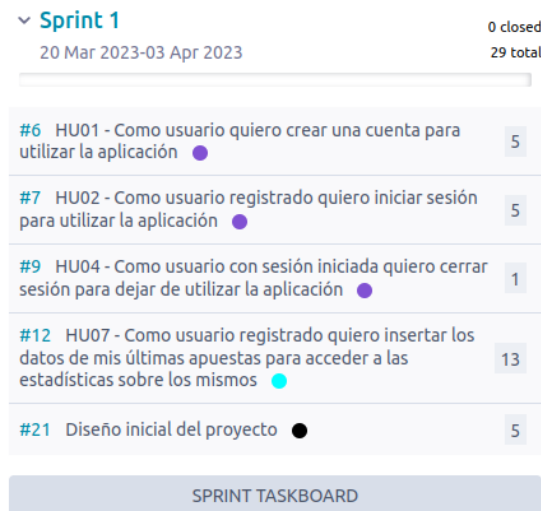 Sprint 1
0 closed
20 Mar 2023-03 Apr 2023
29 total
#6 HU01 - Como usuario quiero crear una cuenta para
utilizar la aplicación
5
#7 HU02 - Como usuario registrado quiero iniciar sesión
para utilizar la aplicación
5
#9 HU04 - Como usuario con sesión iniciada quiero cerrar
sesión para dejar de utilizar la aplicación
1
#12 HU07 - Como usuario registrado quiero insertar los
datos de mis últimas apuestas para acceder a las
estadísticas sobre los mismos
13
#21 Diseño inicial del proyecto
5
SPRINT TASKBOARD